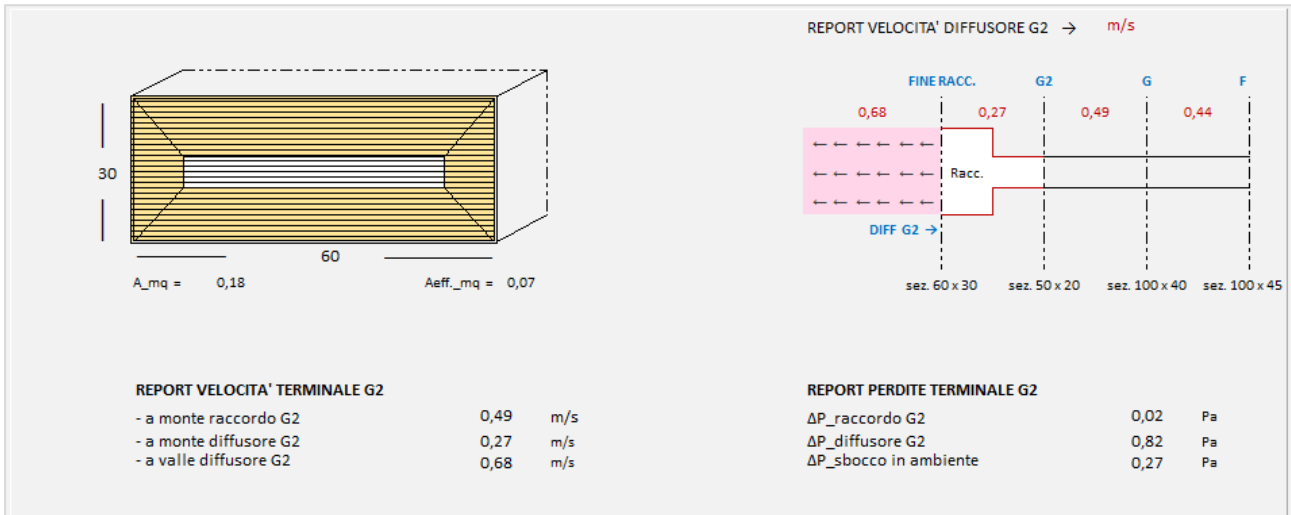 REPORT VELOCITA' DIFFUSORE G2 → m/s
FINE RACC. G2 G F
0,68 0,27 0,49 0,44
← ← ← ← ← ←
← ← ← ← ← ← Racc.
← ← ← ← ← ←
30
DIFF G2 →
60
A_mq = 0,18 Aeff._mq = 0,07
sez. 60 x 30 sez. 50 x 20 sez. 100 x 40 sez. 100 x 45
REPORT VELOCITA' TERMINALE G2
- a monte raccordo G2 0,49 m/s
- a monte diffusore G2 0,27 m/s
- a valle diffusore G2 0,68 m/s
REPORT PERDITE TERMINALE G2
ΔP_raccordo G2 0,02 Pa
ΔP_diffusore G2 0,82 Pa
ΔP_sbocco in ambiente 0,27 Pa